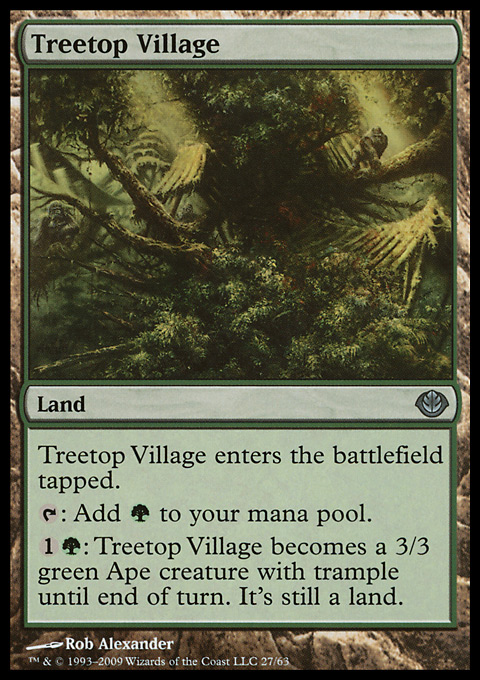 Treetop Village
Land
Treetop Village enters the battlefield
tapped.
: Add to your mana pool.
1 : Treetop Village becomes a 3/3
green Ape creature with trample
until end of turn. It's still a land.
Rob Alexander
™ & © 1993–2009 Wizards of the Coast LLC 27/63